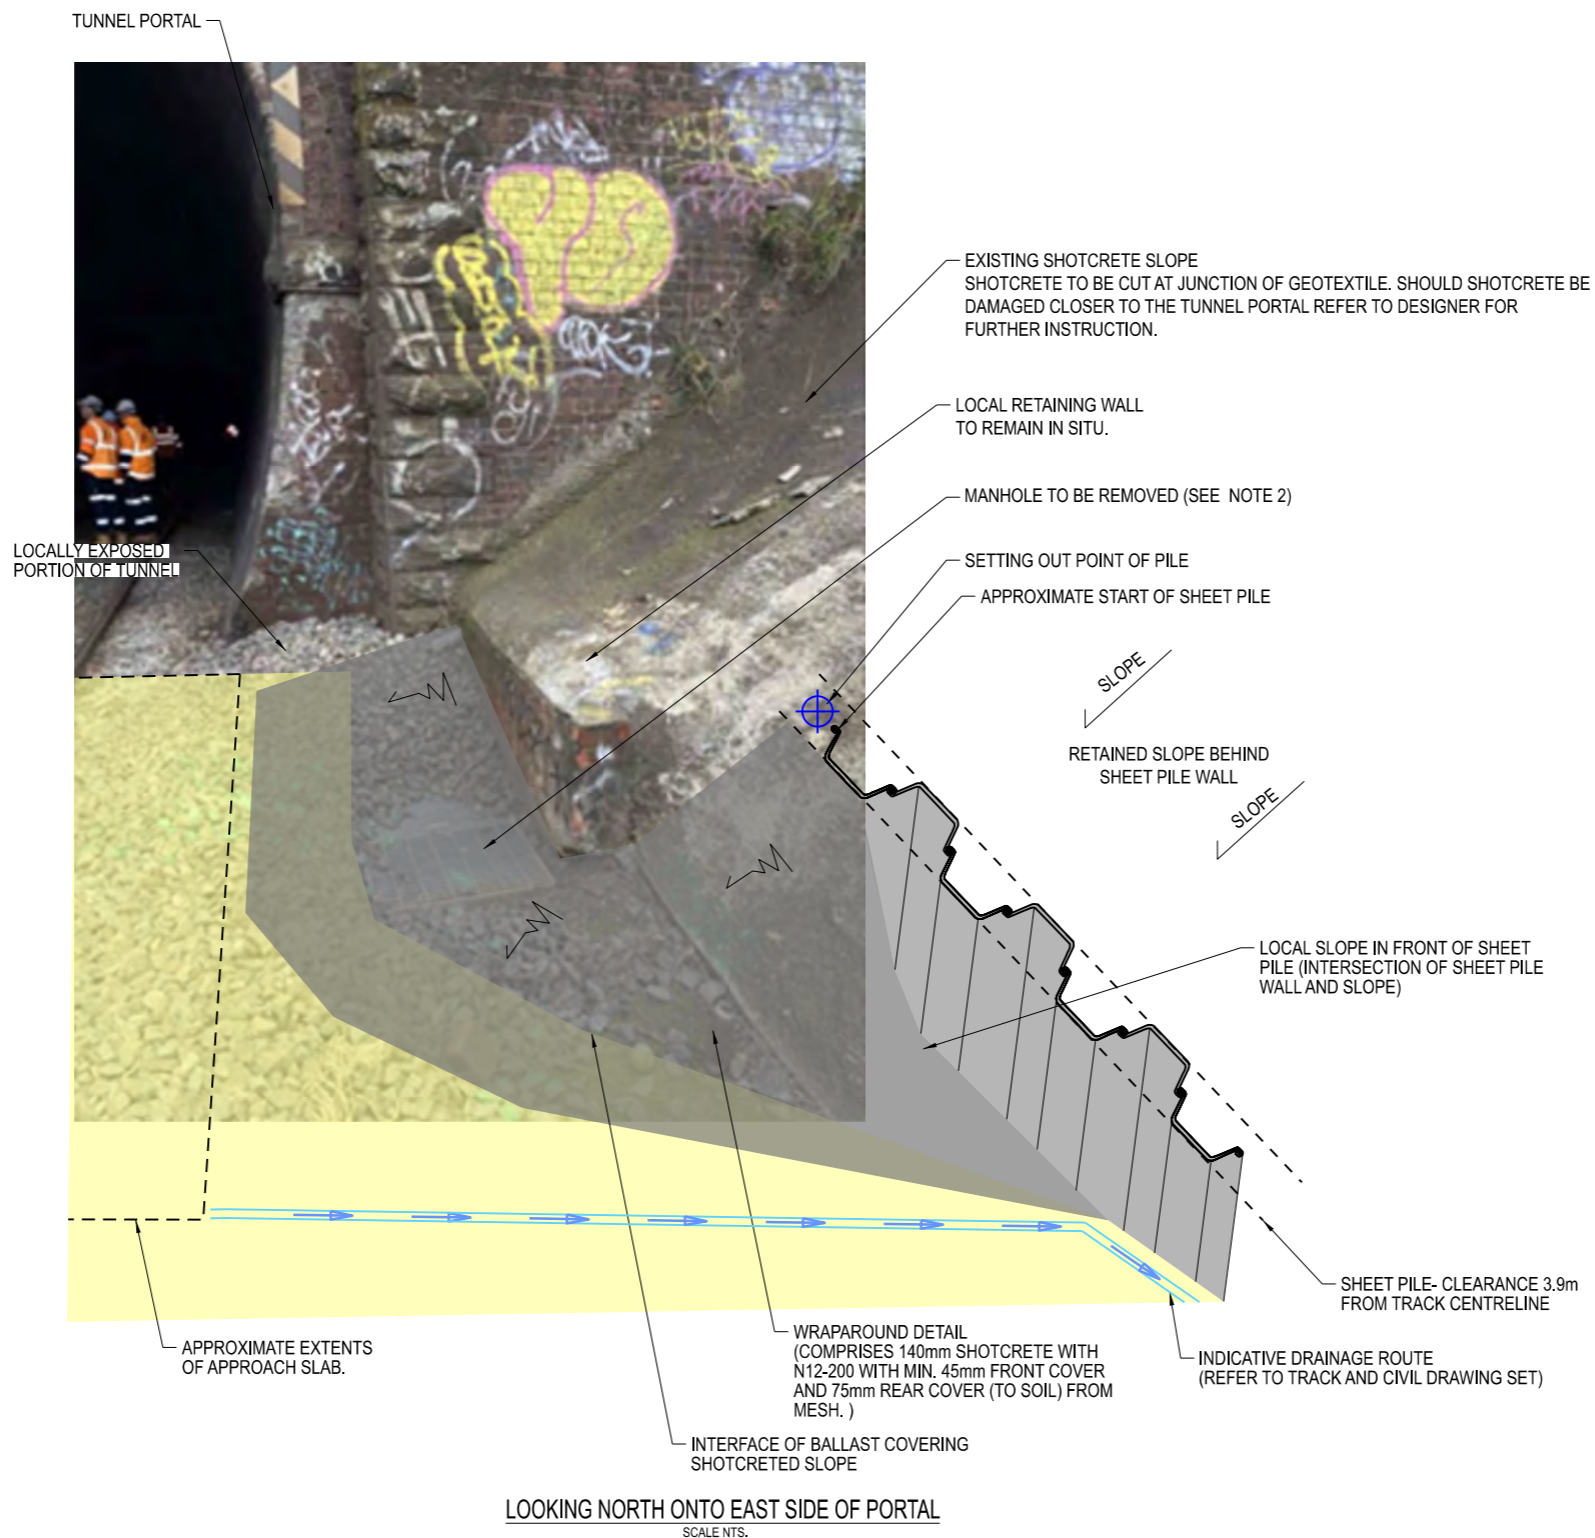 TUNNEL PORTAL
EXISTING SHOTCRETE SLOPE
SHOTCRETE TO BE CUT AT JUNCTION OF GEOTEXTILE. SHOULD SHOTCRETE BE
DAMAGED CLOSER TO THE TUNNEL PORTAL REFER TO DESIGNER FOR
FURTHER INSTRUCTION.
LOCAL RETAINING WALL
TO REMAIN IN SITU.
MANHOLE TO BE REMOVED (SEE NOTE 2)
LOCALLY EXPOSED
PORTION OF TUNNEL
SETTING OUT POINT OF PILE
APPROXIMATE START OF SHEET PILE
SLOPE
RETAINED SLOPE BEHIND
SHEET PILE WALL
SLOPE
LOCAL SLOPE IN FRONT OF SHEET
PILE (INTERSECTION OF SHEET PILE
WALL AND SLOPE)
SHEET PILE- CLEARANCE 3.9m
FROM TRACK CENTRELINE
APPROXIMATE EXTENTS
OF APPROACH SLAB.
WRAPAROUND DETAIL
(COMPRISES 140mm SHOTCRETE WITH
N12-200 WITH MIN. 45mm FRONT COVER
AND 75mm REAR COVER (TO SOIL) FROM
MESH. )
INDICATIVE DRAINAGE ROUTE
(REFER TO TRACK AND CIVIL DRAWING SET)
INTERFACE OF BALLAST COVERING
SHOTCRETED SLOPE
LOOKING NORTH ONTO EAST SIDE OF PORTAL
SCALE NTS.